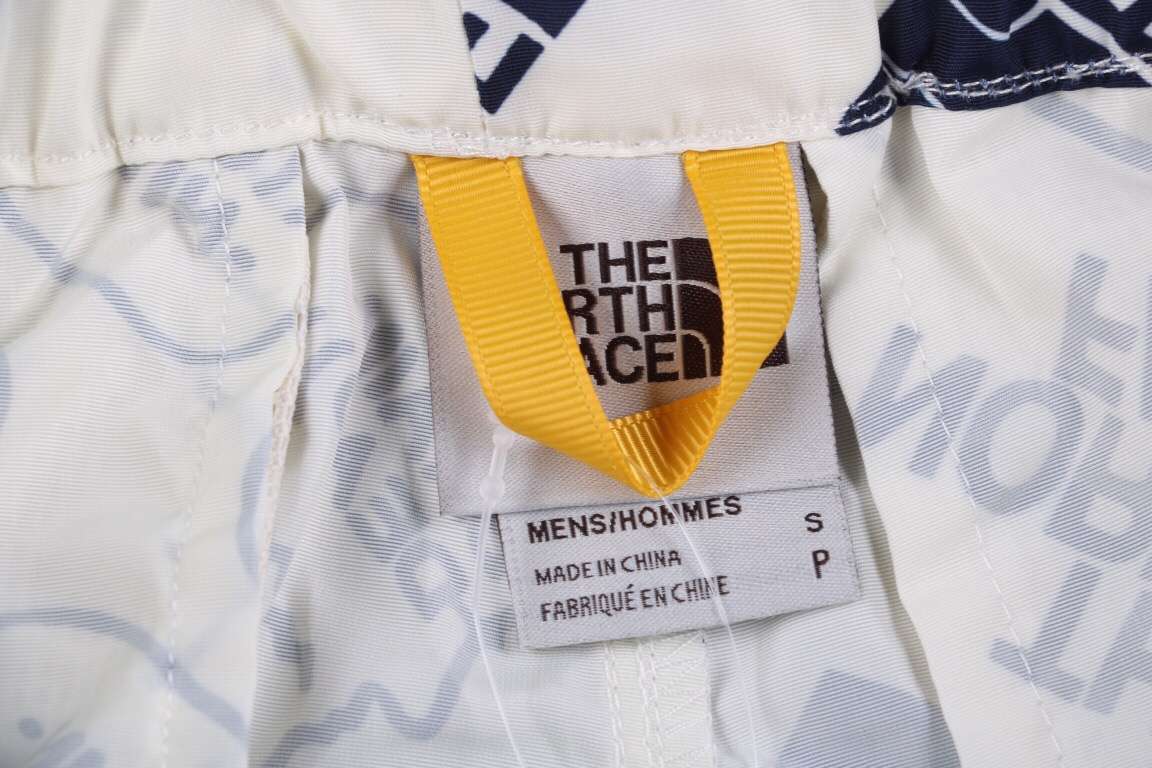 THE
RTH
ACE
MENS/HOMMES S
MADE IN CHINA P
FABRIQUÉ EN CHINE